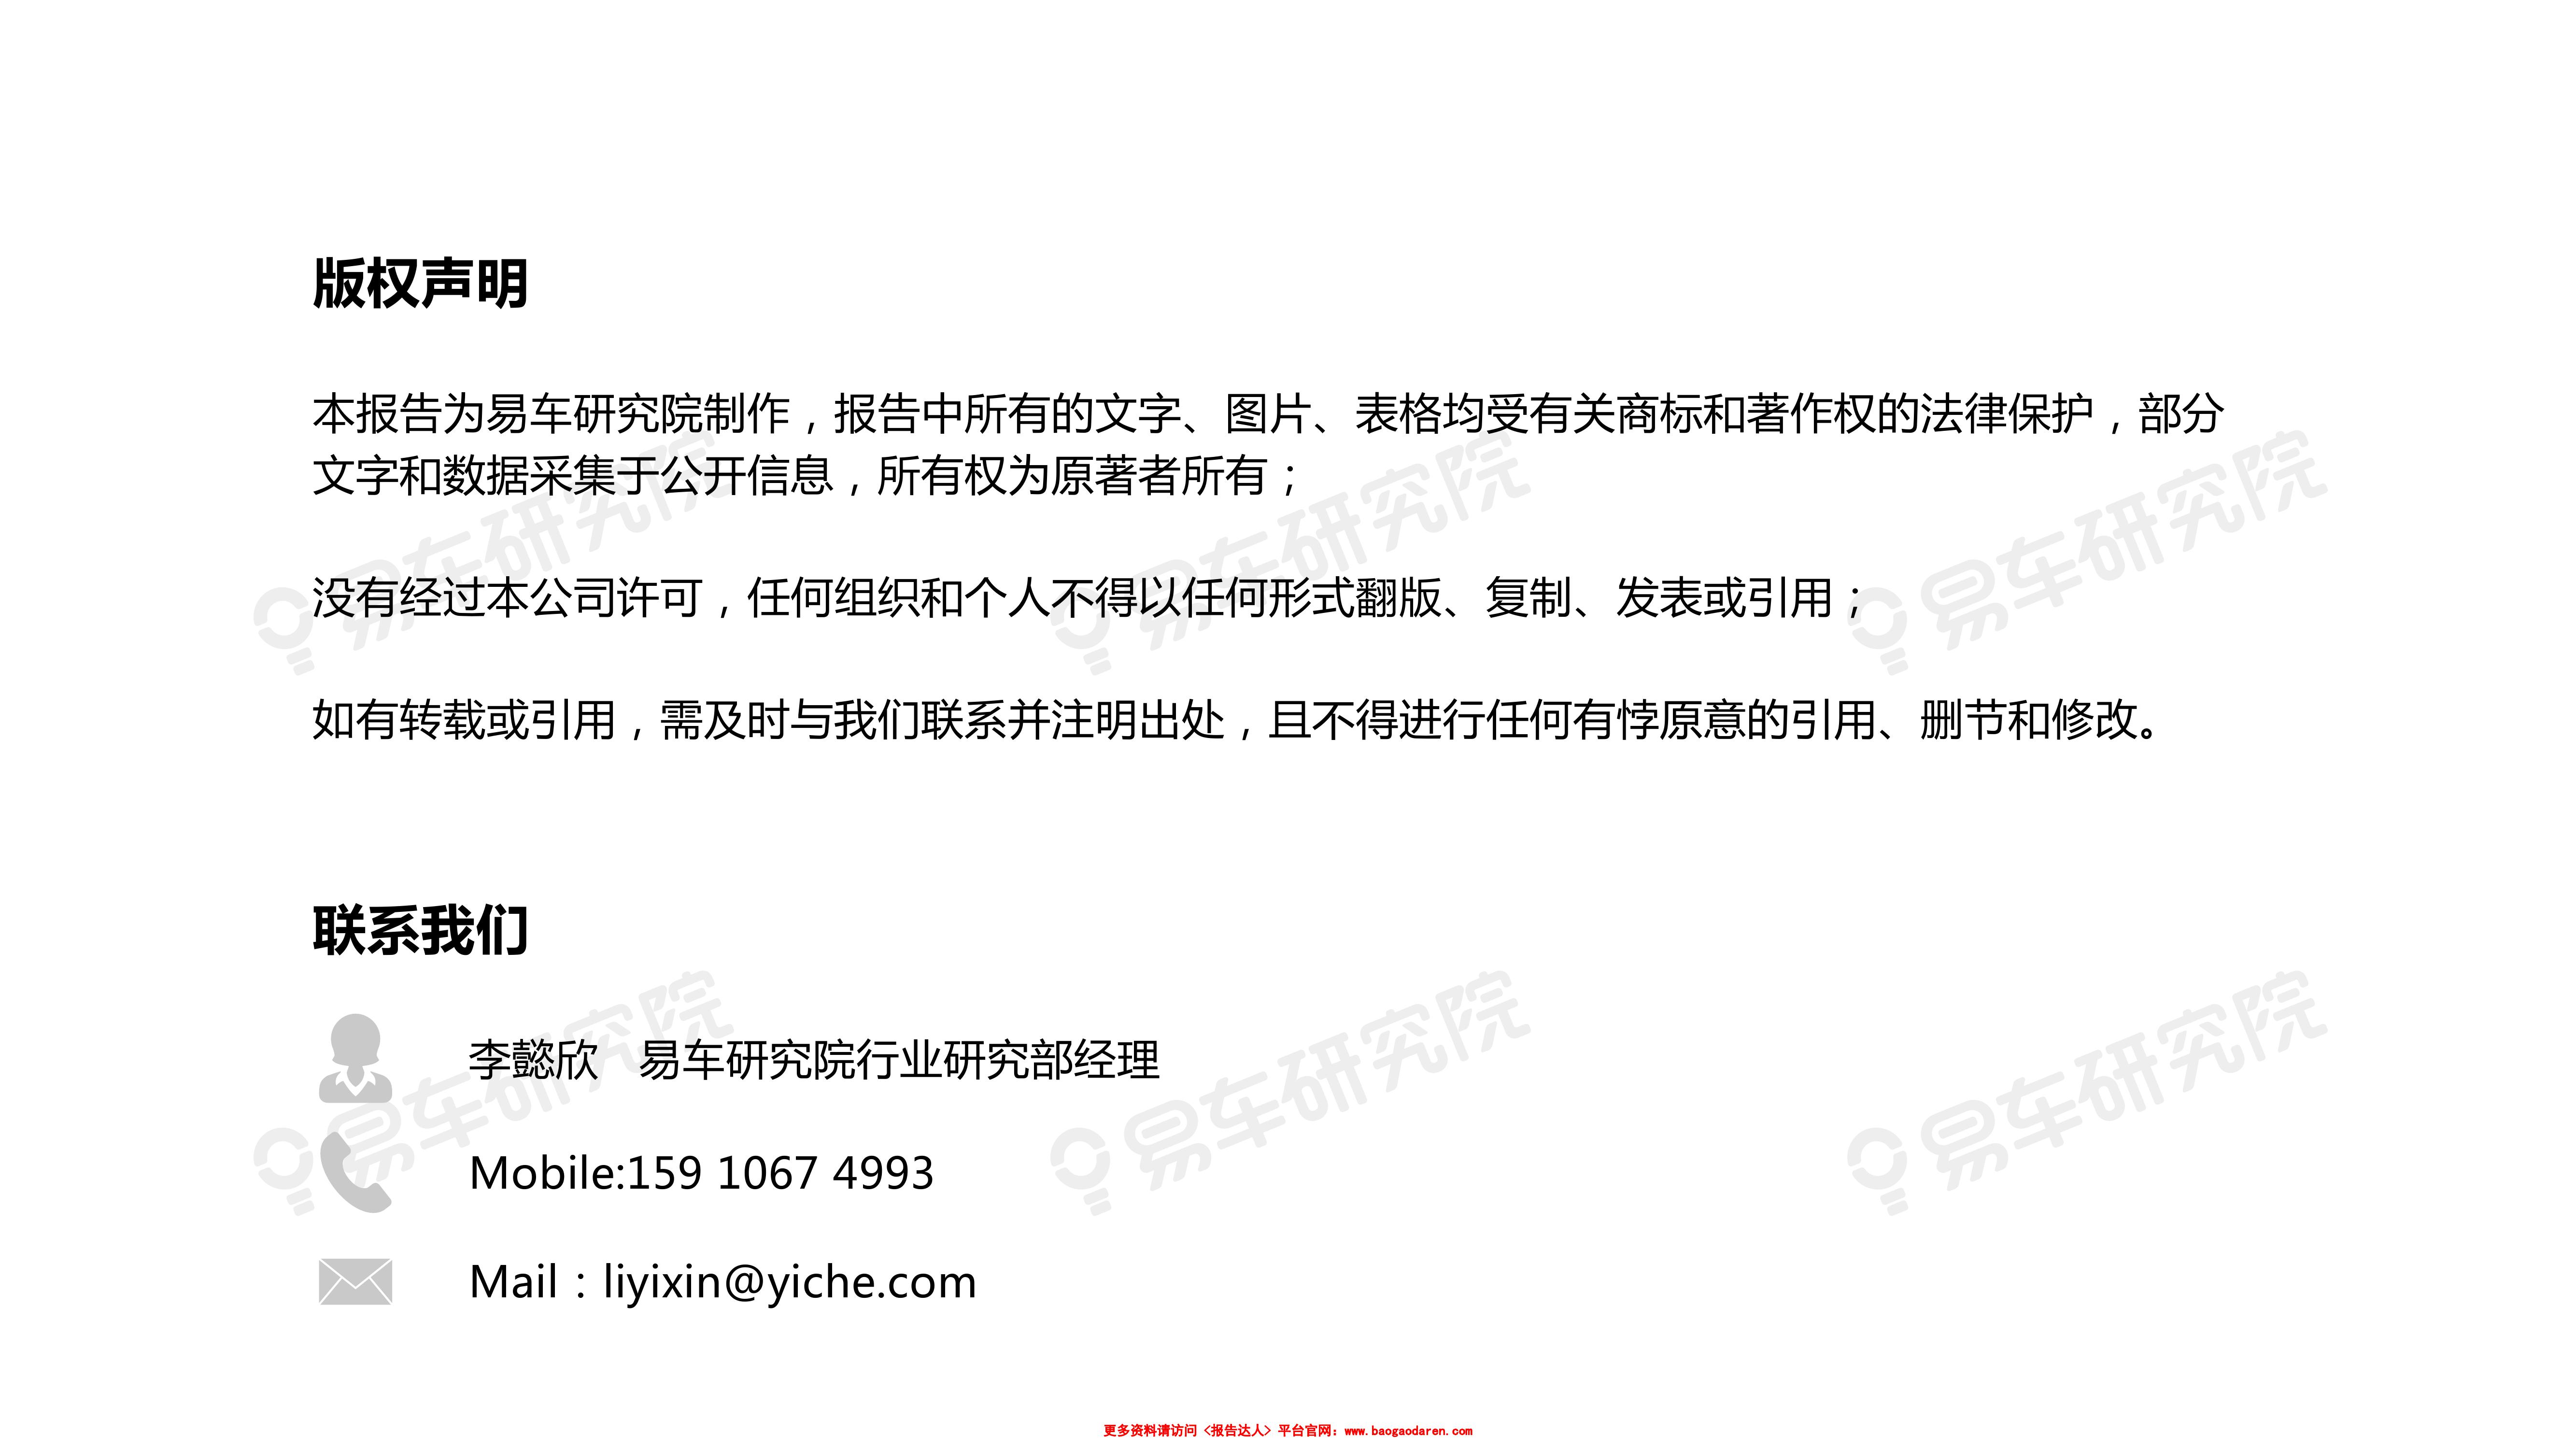 版权声明
本报告为易车研究院制作，报告中所有的文字、图片、表格均受有关商标和著作权的法律保护，部分
文字和数据采集于公开信息，所有权为原著者所有；
没有经过本公司许可，任何组织和个人不得以任何形式翻版、复制、发表或引用；
如有转载或引用，需及时与我们联系并注明出处，且不得进行任何有悖原意的引用、删节和修改。
易车研究院
易车研究院
易车研究院
联系我们
李懿欣 易车研究院行业研究部经理
Mobile:159 1067 4993
Mail：liyixin@yiche.com
易车研究院
易车研究院
易车研究院
更多资料请访问<报告达人>平台官网：www.baogaodaren.com